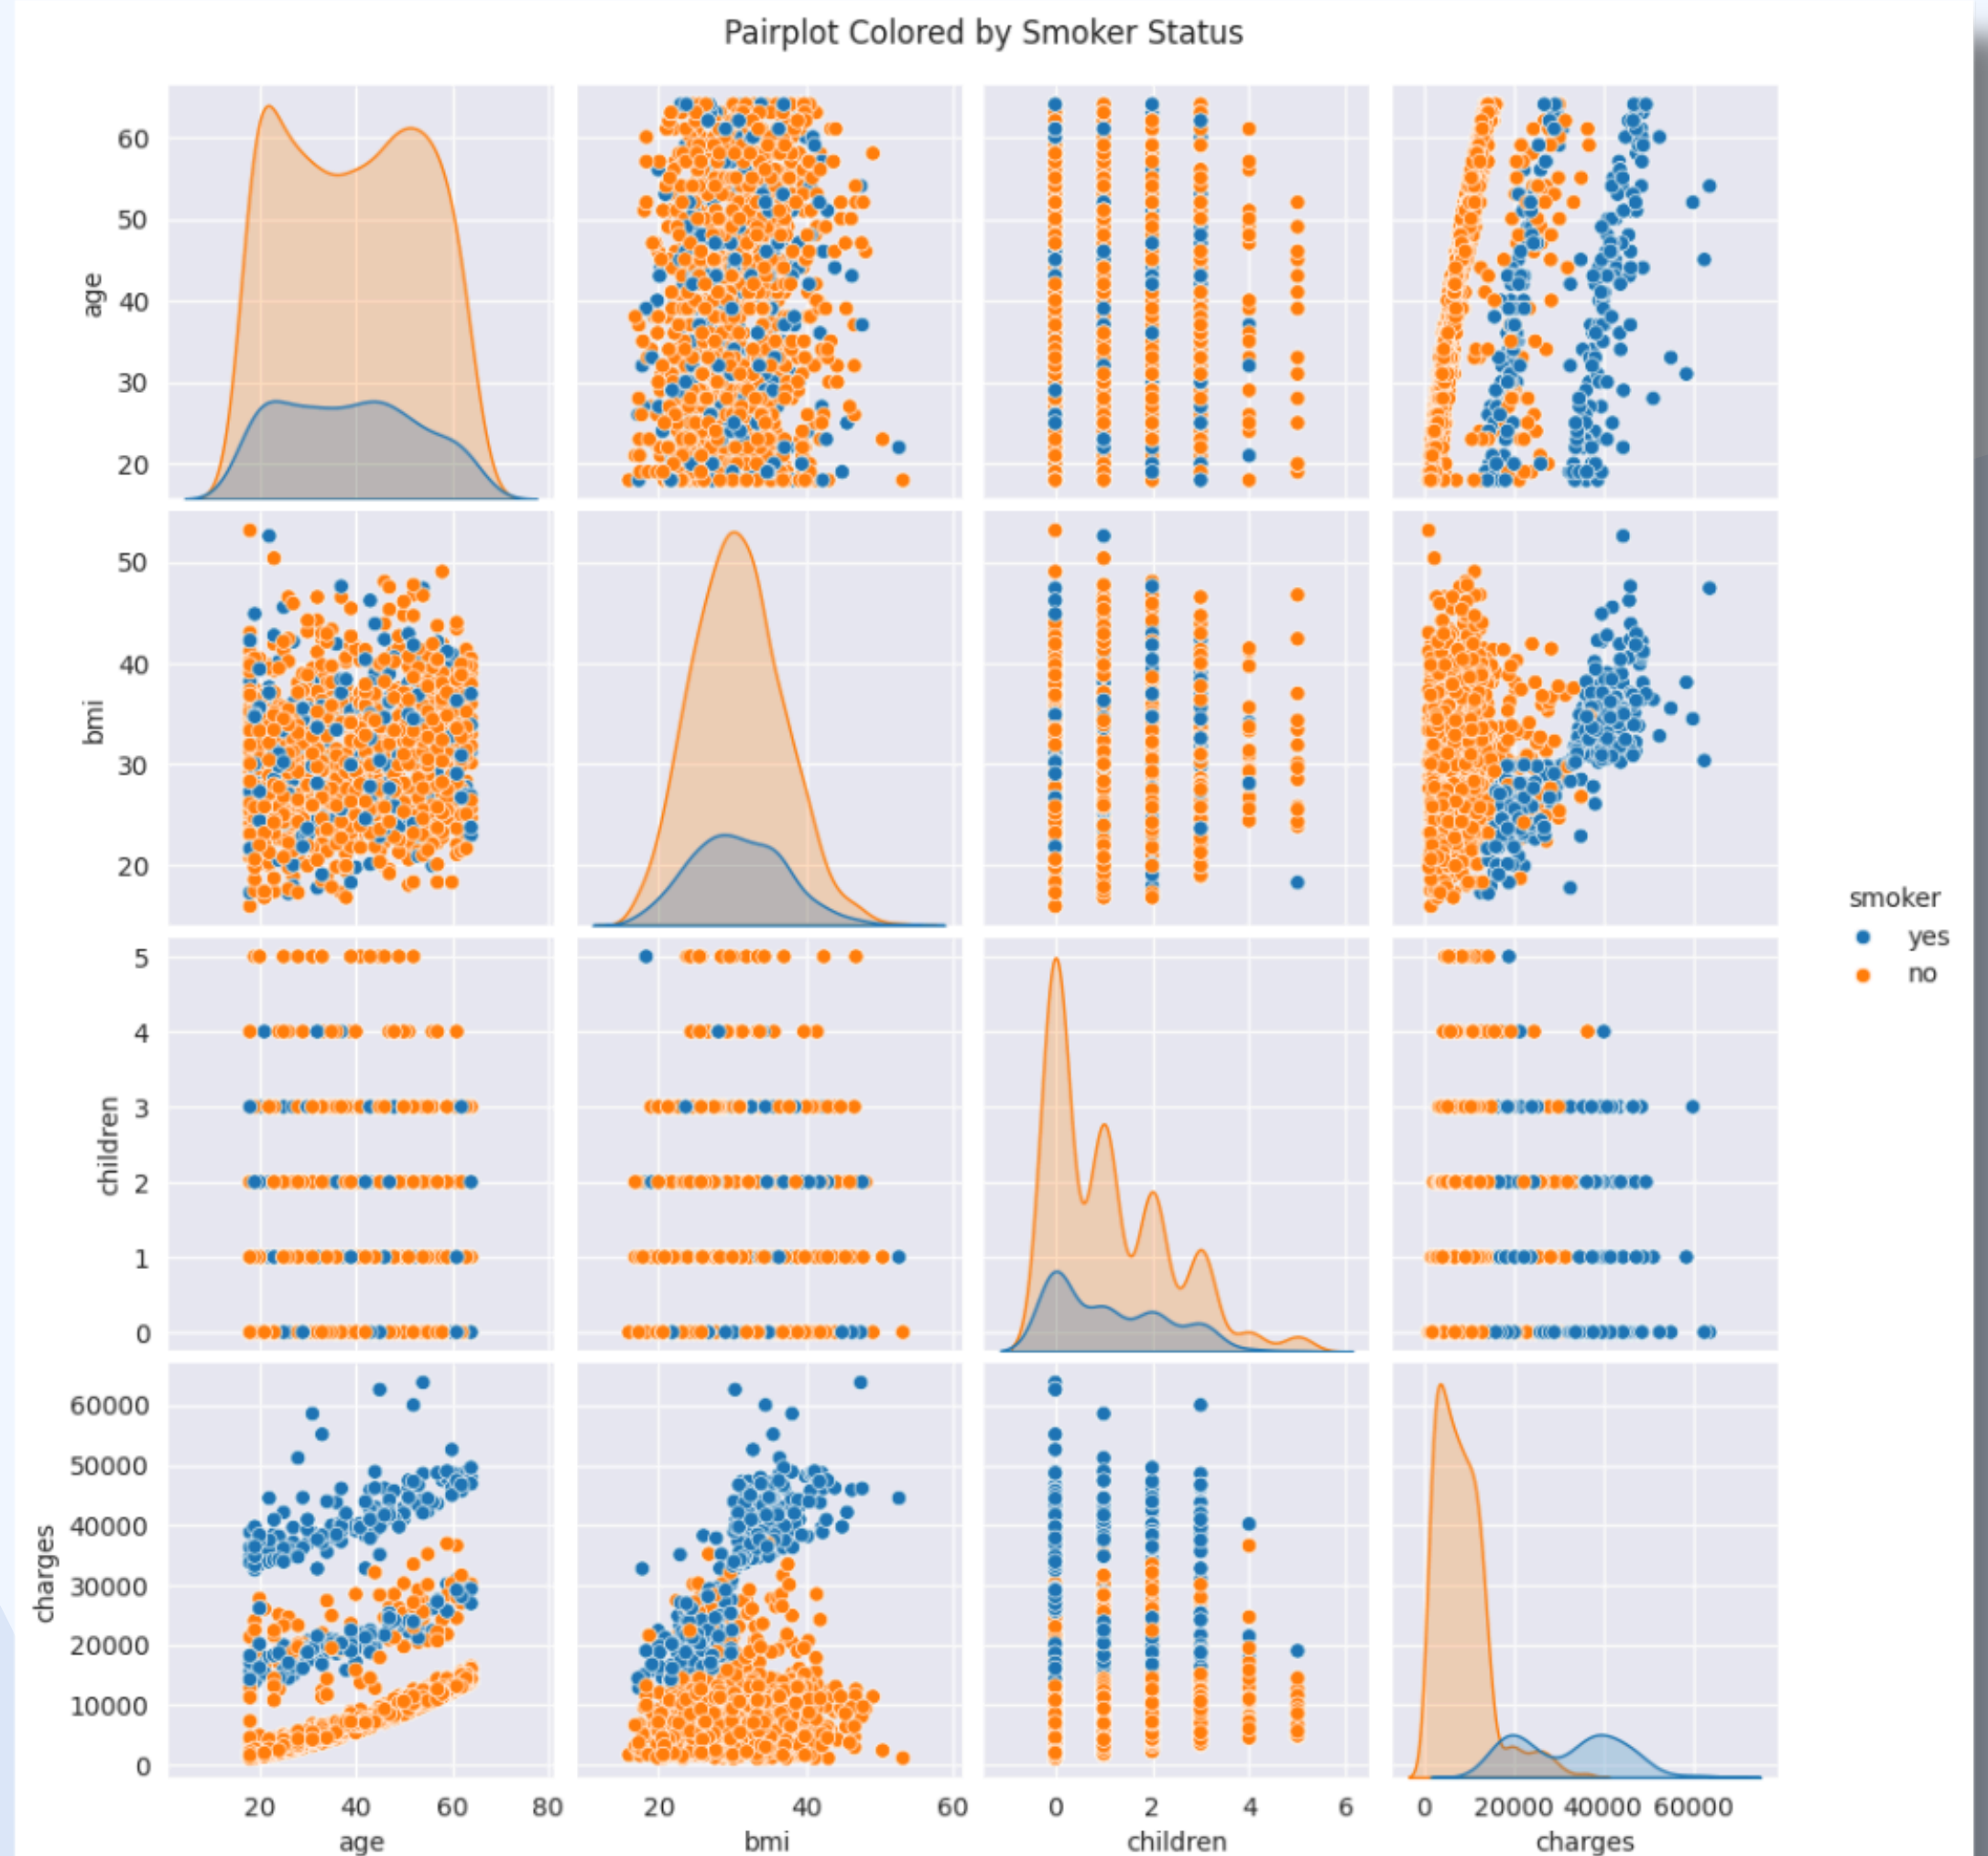 Pairplot Colored by Smoker Status
60
50
40
30
20
age
50
40
30
20
bmi
smoker
yes
no
5
4
3
2
1
0
children
60000
50000
40000
30000
20000
10000
0
charges
20 40 60 80
20 40 60
0 2 4 6
0 20000 40000 60000
age bmi children charges